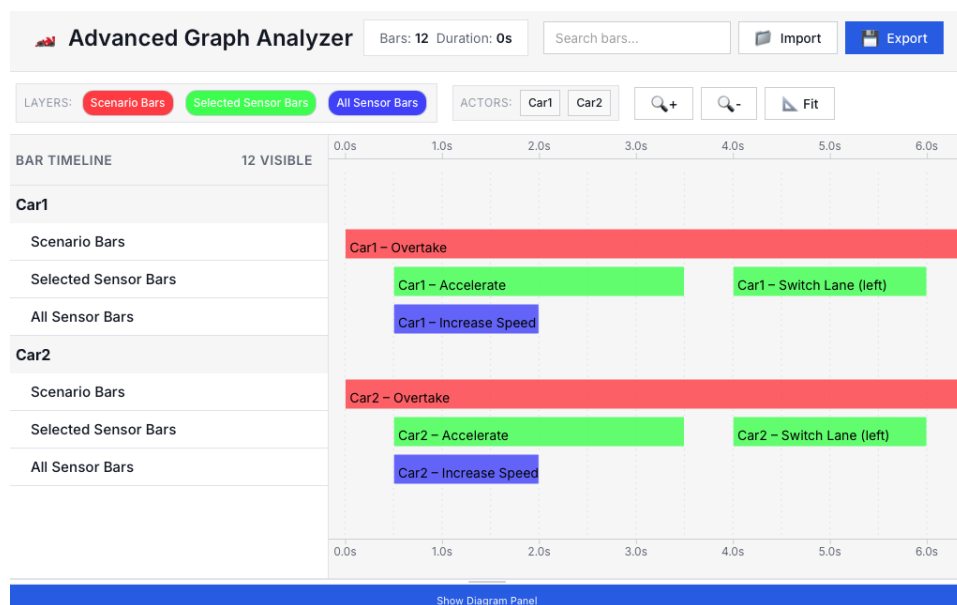 Advanced Graph Analyzer
Bars: 12 Duration: 0s
Search bars...
Import
Export
LAYERS: Scenario Bars Selected Sensor Bars All Sensor Bars
ACTORS: Car1 Car2
+
-
Fit
BAR TIMELINE 12 VISIBLE
0.0s 1.0s 2.0s 3.0s 4.0s 5.0s 6.0s
Car1
Scenario Bars
Car1 – Overtake
Selected Sensor Bars
Car1 – Accelerate
Car1 – Switch Lane (left)
All Sensor Bars
Car1 – Increase Speed
Car2
Scenario Bars
Car2 – Overtake
Selected Sensor Bars
Car2 – Accelerate
Car2 – Switch Lane (left)
All Sensor Bars
Car2 – Increase Speed
0.0s 1.0s 2.0s 3.0s 4.0s 5.0s 6.0s
Show Diagram Panel